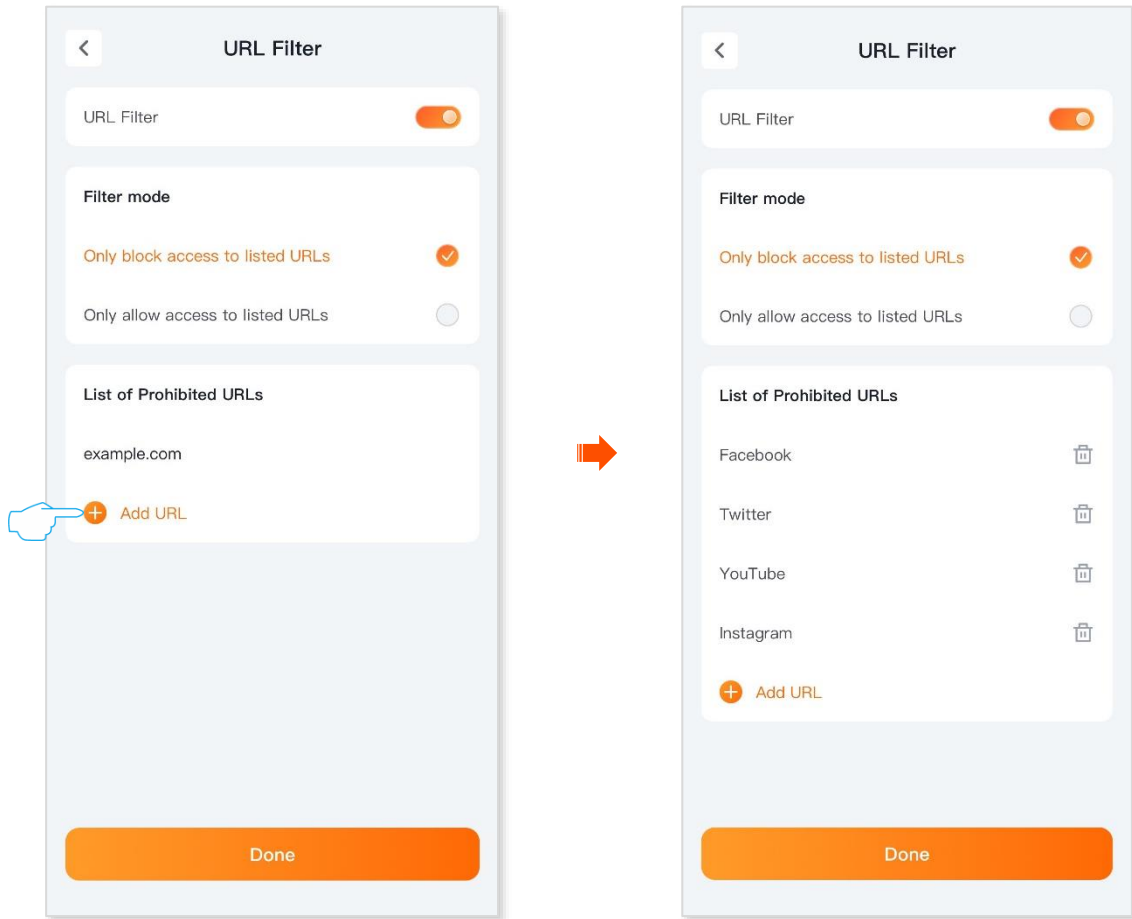 URL Filter
URL Filter
Filter mode
Only block access to listed URLs
Only allow access to listed URLs
List of Prohibited URLs
example.com
Add URL
Done
URL Filter
URL Filter
Filter mode
Only block access to listed URLs
Only allow access to listed URLs
List of Prohibited URLs
Facebook
Twitter
YouTube
Instagram
Add URL
Done